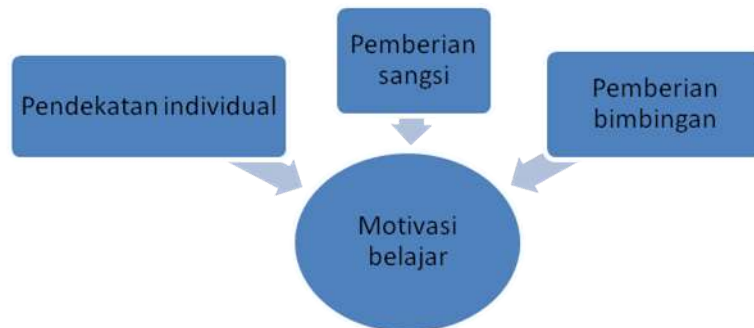 Pendekatan individual
Pemberian
sangsi
Pemberian
bimbingan
Motivasi
belajar